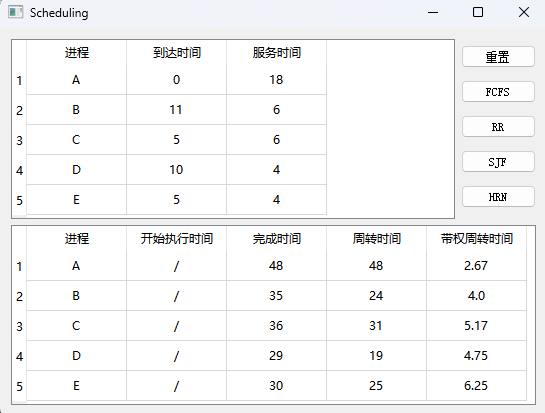 Scheduling
进程 到达时间 服务时间
1 A 0 18
2 B 11 6
3 C 5 6
4 D 10 4
5 E 5 4
重置
FCFS
RR
SJF
HRN
进程 开始执行时间 完成时间 周转时间 带权周转时间
1 A / 48 48 2.67
2 B / 35 24 4.0
3 C / 36 31 5.17
4 D / 29 19 4.75
5 E / 30 25 6.25